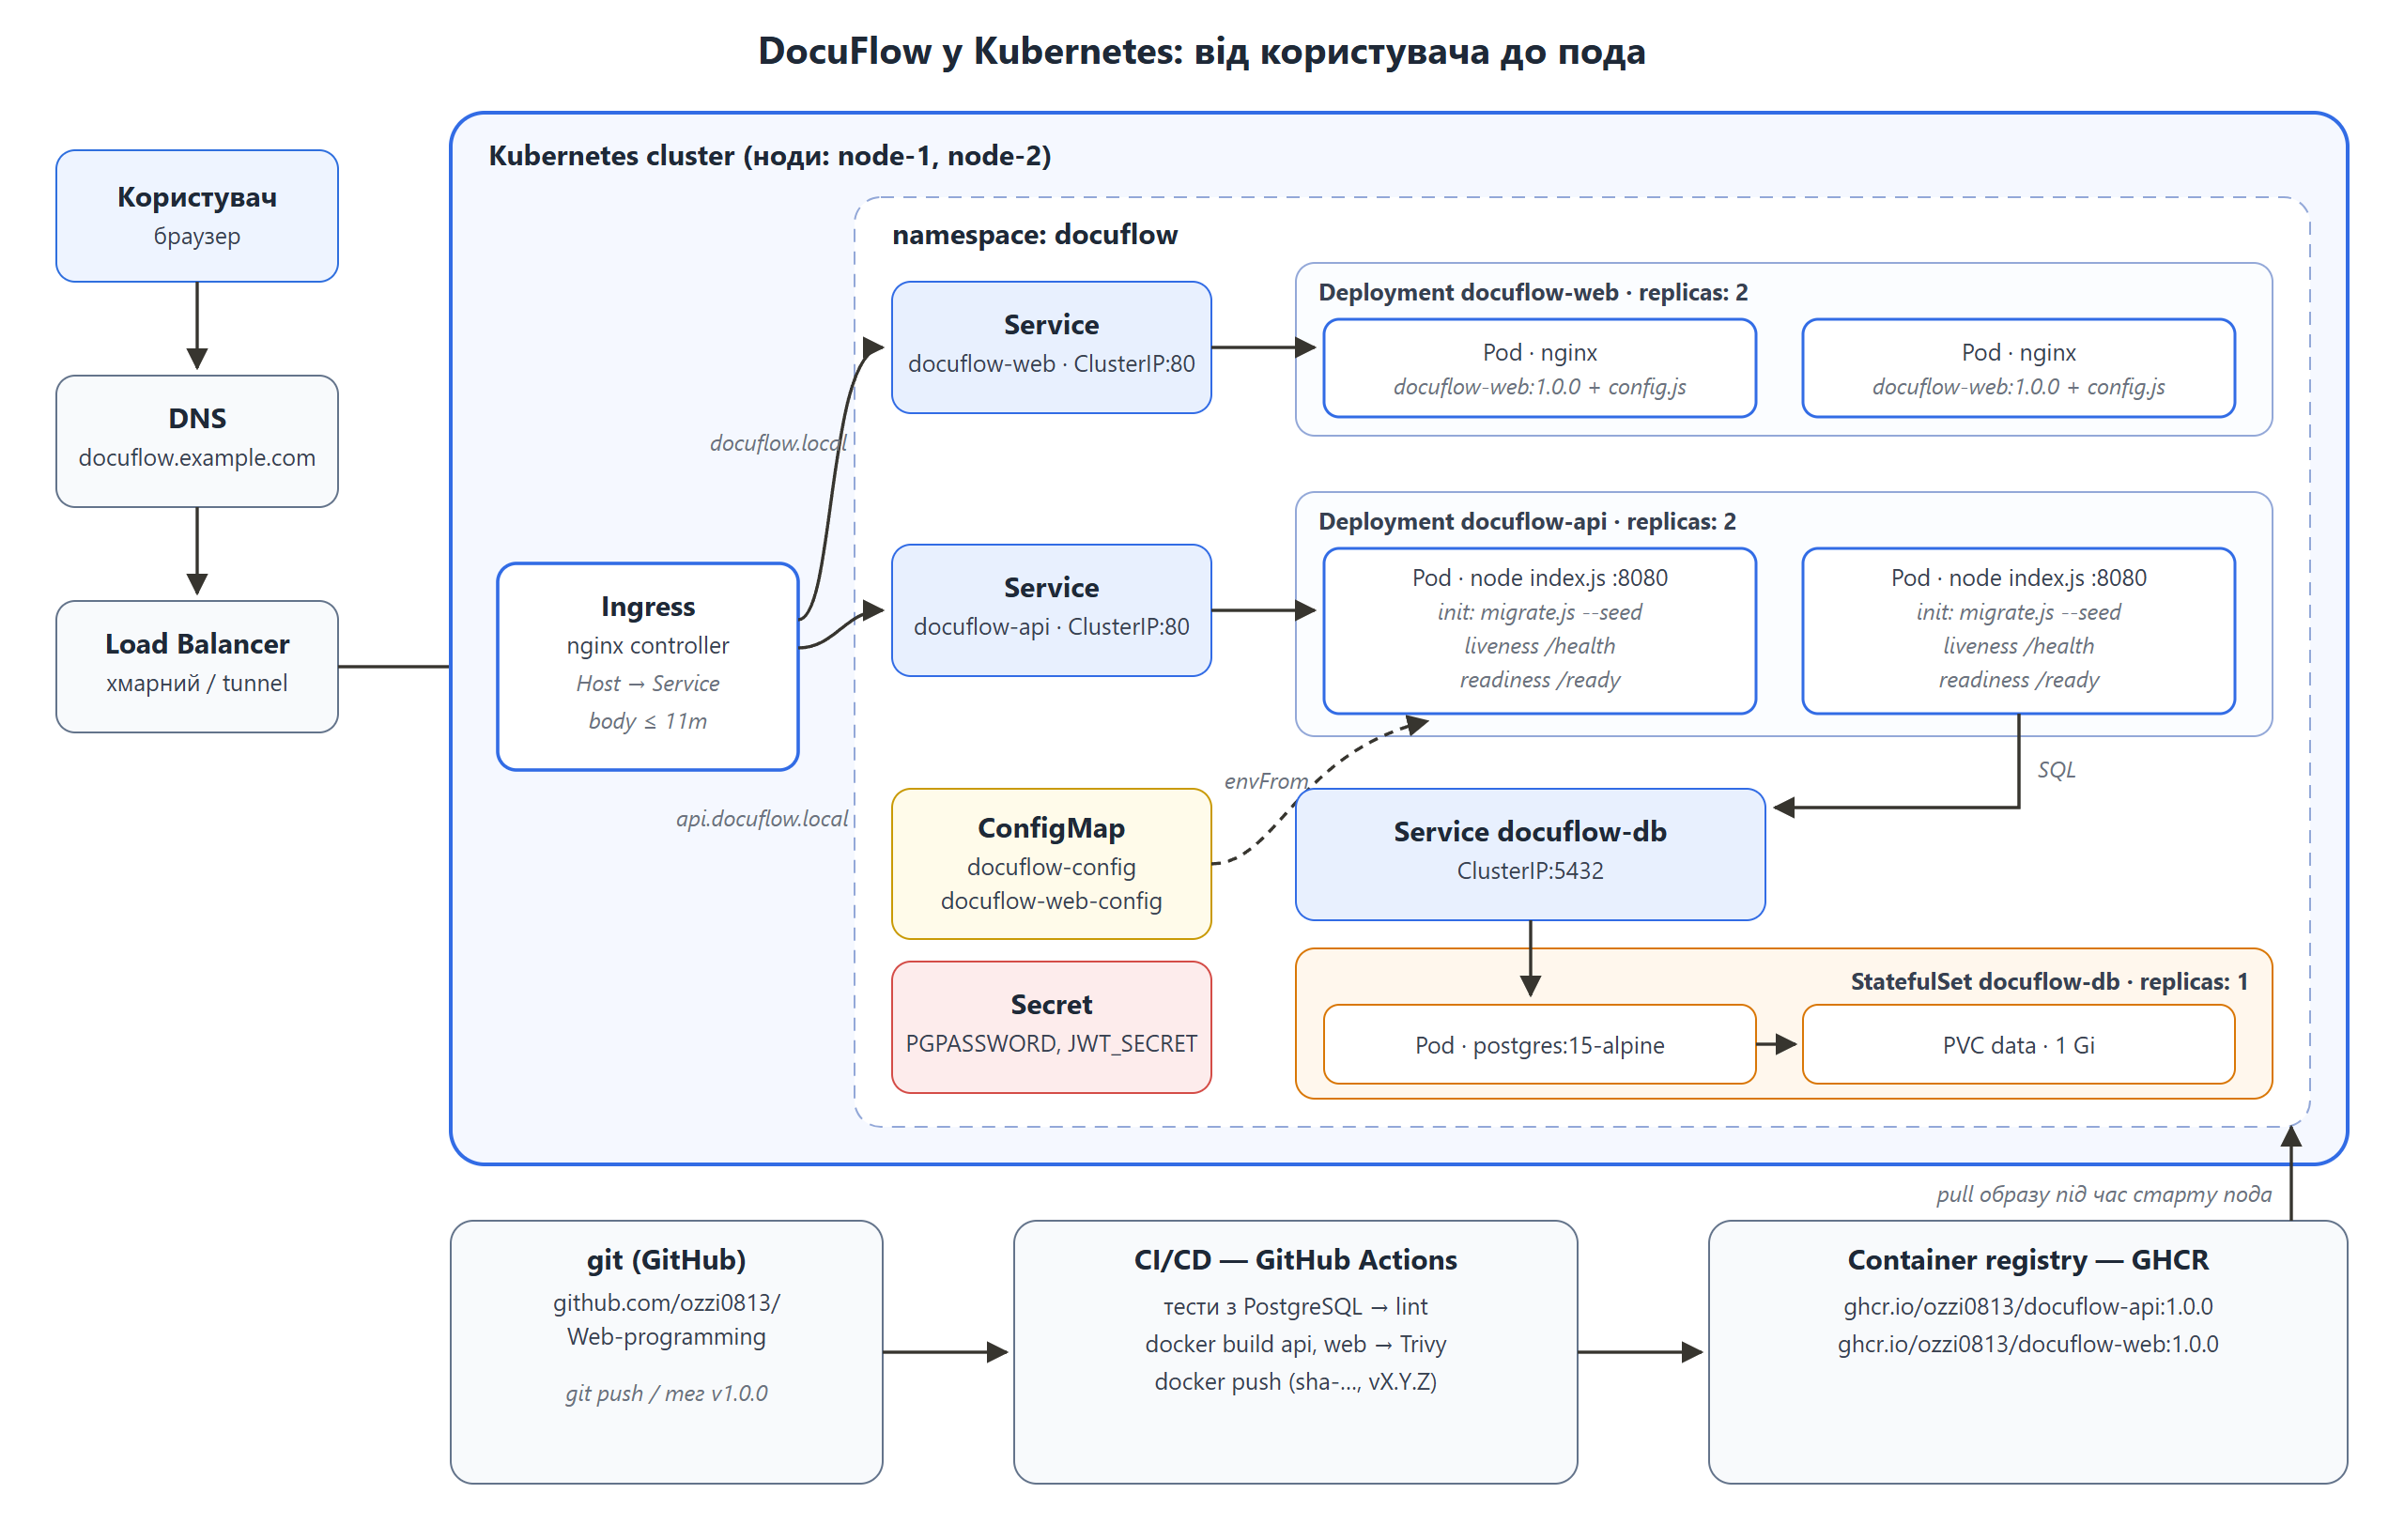 DocuFlow у Kubernetes: від користувача до пода
Користувач
браузер
DNS
docuflow.example.com
Load Balancer
хмарний / tunnel
Kubernetes cluster (ноди: node-1, node-2)
Ingress
nginx controller
Host → Service
body ≤ 11m
docuflow.local
api.docuflow.local
namespace: docuflow
Service
docuflow-web · ClusterIP:80
Deployment docuflow-web · replicas: 2
Pod · nginx
docuflow-web:1.0.0 + config.js
Pod · nginx
docuflow-web:1.0.0 + config.js
Service
docuflow-api · ClusterIP:80
Deployment docuflow-api · replicas: 2
Pod · node index.js :8080
init: migrate.js --seed
liveness /health
readiness /ready
Pod · node index.js :8080
init: migrate.js --seed
liveness /health
readiness /ready
envFrom
SQL
ConfigMap
docuflow-config
docuflow-web-config
Service docuflow-db
ClusterIP:5432
Secret
PGPASSWORD, JWT_SECRET
StatefulSet docuflow-db · replicas: 1
Pod · postgres:15-alpine
PVC data · 1 Gi
pull образу під час старту пода
git (GitHub)
github.com/ozzi0813/
Web-programming
git push / тег v1.0.0
CI/CD — GitHub Actions
тести з PostgreSQL → lint
docker build api, web → Trivy
docker push (sha-..., vX.Y.Z)
Container registry — GHCR
ghcr.io/ozzi0813/docuflow-api:1.0.0
ghcr.io/ozzi0813/docuflow-web:1.0.0